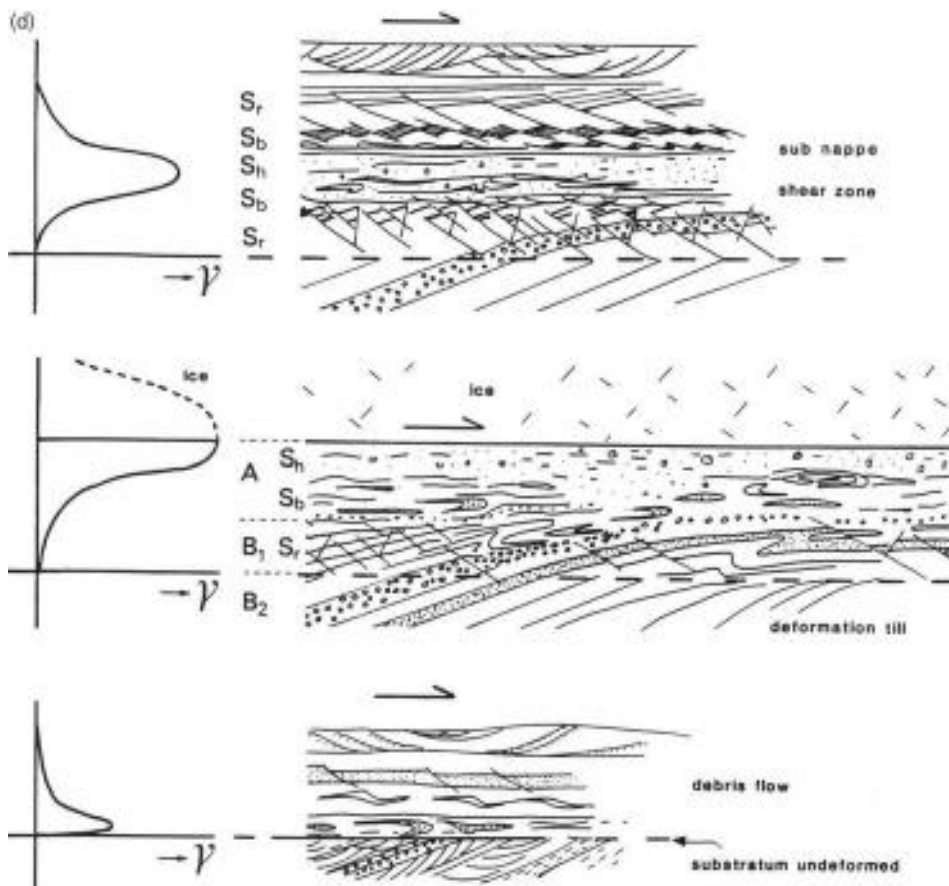 (d)
Sr
Sb
Sh
Sb
Sr
sub nappe
shear zone
γ
ice
ice
A
Sh
Sb
B1
Sr
B2
γ
deformation till
debris flow
γ
substratum undeformed